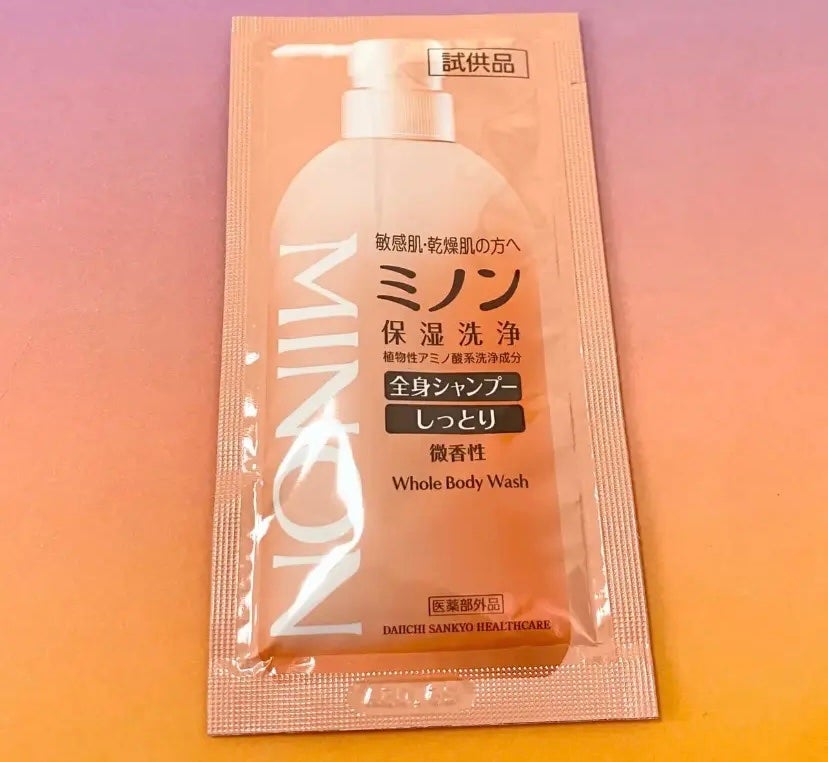 試供品
敏感肌・乾燥肌の方へ
ミノン
保湿洗浄
植物性アミノ酸系洗浄成分
全身シャンプー
しっとり
微香性
Whole Body Wash
MINON
医薬部外品
DAIICHI SANKYO HEALTHCARE